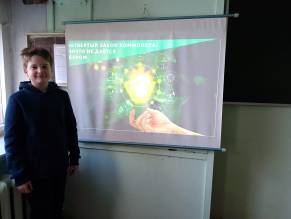 ЧЕТВЕРТЫЙ ЗАКОН КОММОНЕРА:
НИЧТО НЕ ДАЕТСЯ
ДАРОМ